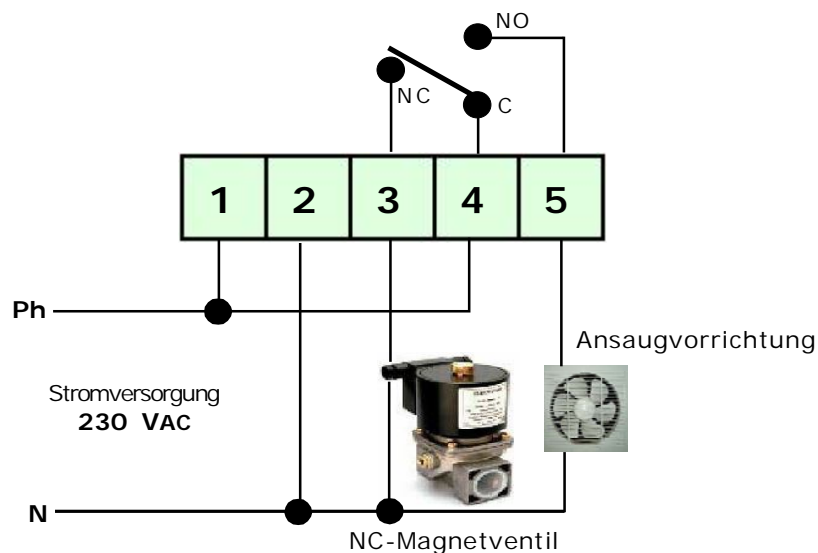 NO
NC
C
1 2 3 4 5
Ph
Ansaugvorrichtung
Stromversorgung
230 VAC
N
NC-Magnetventil